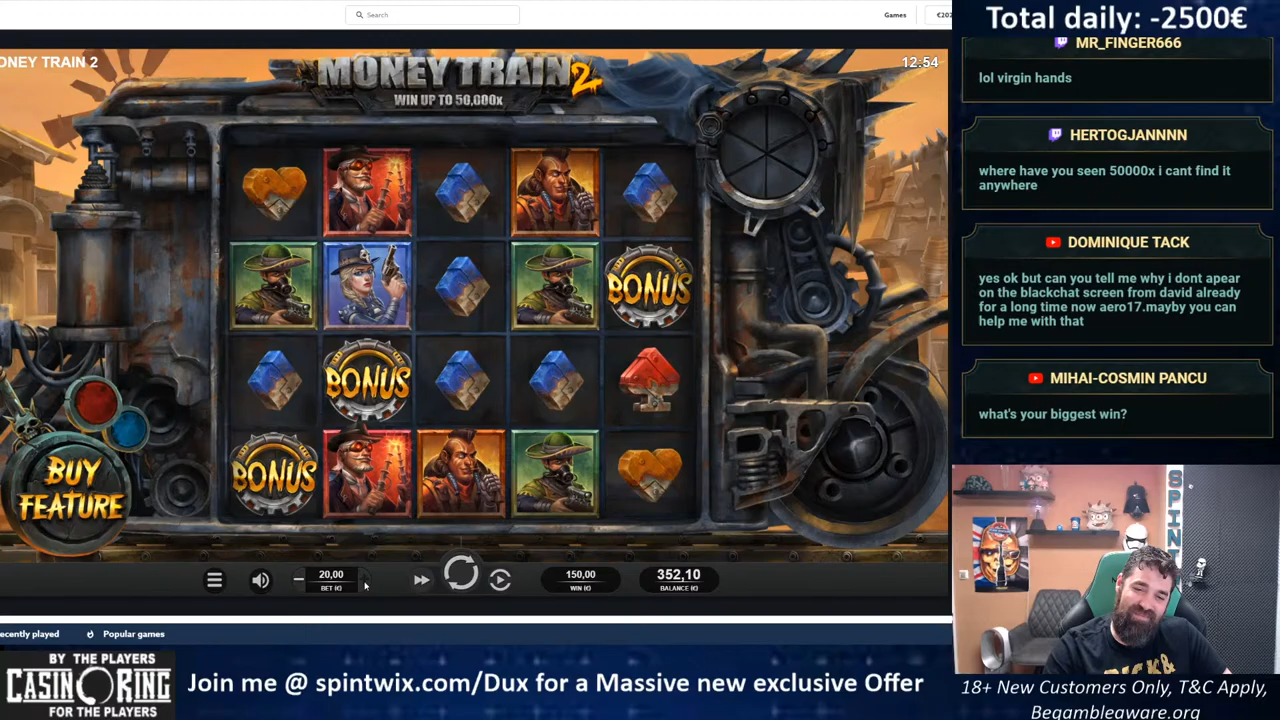 Search
Games
€202
Total daily: -2500€
ONEY TRAIN 2
MONEY TRAIN 2
WIN UP TO 50,000x
12:54
MR_FINGER666
lol virgin hands
HERTOGJANNNN
where have you seen 50000x i cant find it
anywhere
DOMINIQUE TACK
yes ok but can you tell me why i dont apear
on the blackchat screen from david already
for a long time now aero17.mayby you can
help me with that
MIHAI-COSMIN PANCU
what's your biggest win?
BONUS
BONUS
BONUS
BUY
FEATURE
20,00
BET (€)
150,00
WIN (€)
352,10
BALANCE (€)
SPINT
ecently played
Popular games
BY THE PLAYERS
CASINORING
FOR THE PLAYERS
Join me @ spintwix.com/Dux for a Massive new exclusive Offer
18+ New Customers Only, T&C Apply,
Begambleaware.org